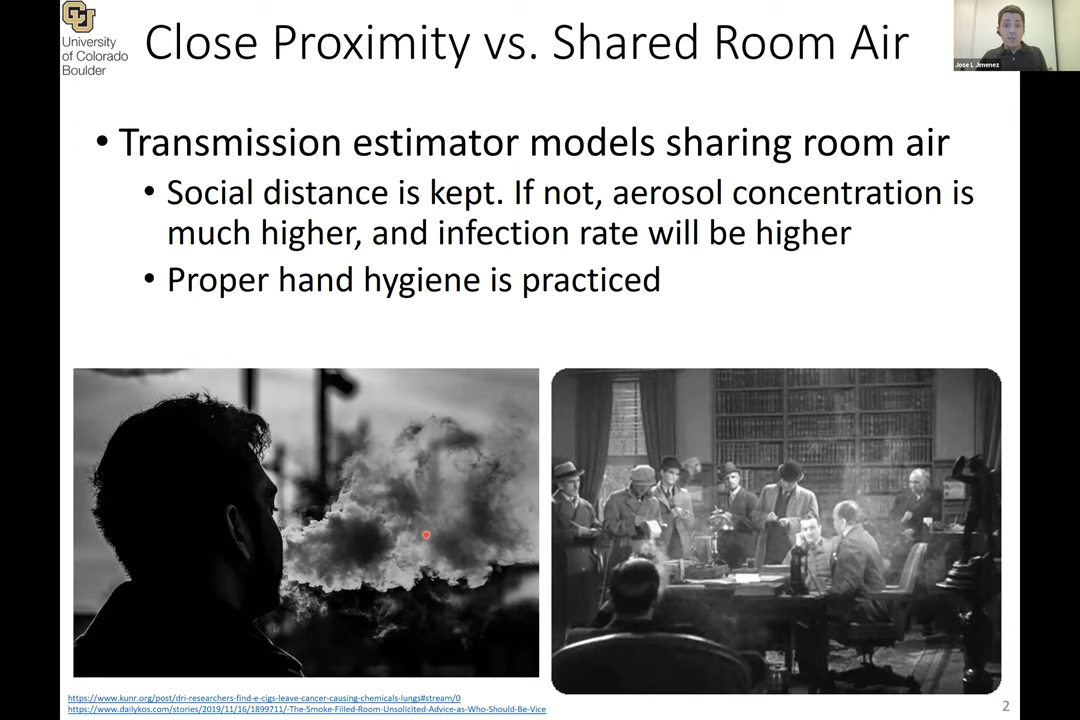 CU
University
of Colorado
Boulder
Close Proximity vs. Shared Room Air
Jose L Jimenez
• Transmission estimator models sharing room air
• Social distance is kept. If not, aerosol concentration is
much higher, and infection rate will be higher
• Proper hand hygiene is practiced
https://www.kunr.org/post/dri-researchers-find-e-cigs-leave-cancer-causing-chemicals-lungs#stream/0
https://www.dailykos.com/stories/2019/11/16/1899711/-The-Smoke-Filled-Room-Unsolicited-Advice-as-Who-Should-Be-Vice
2